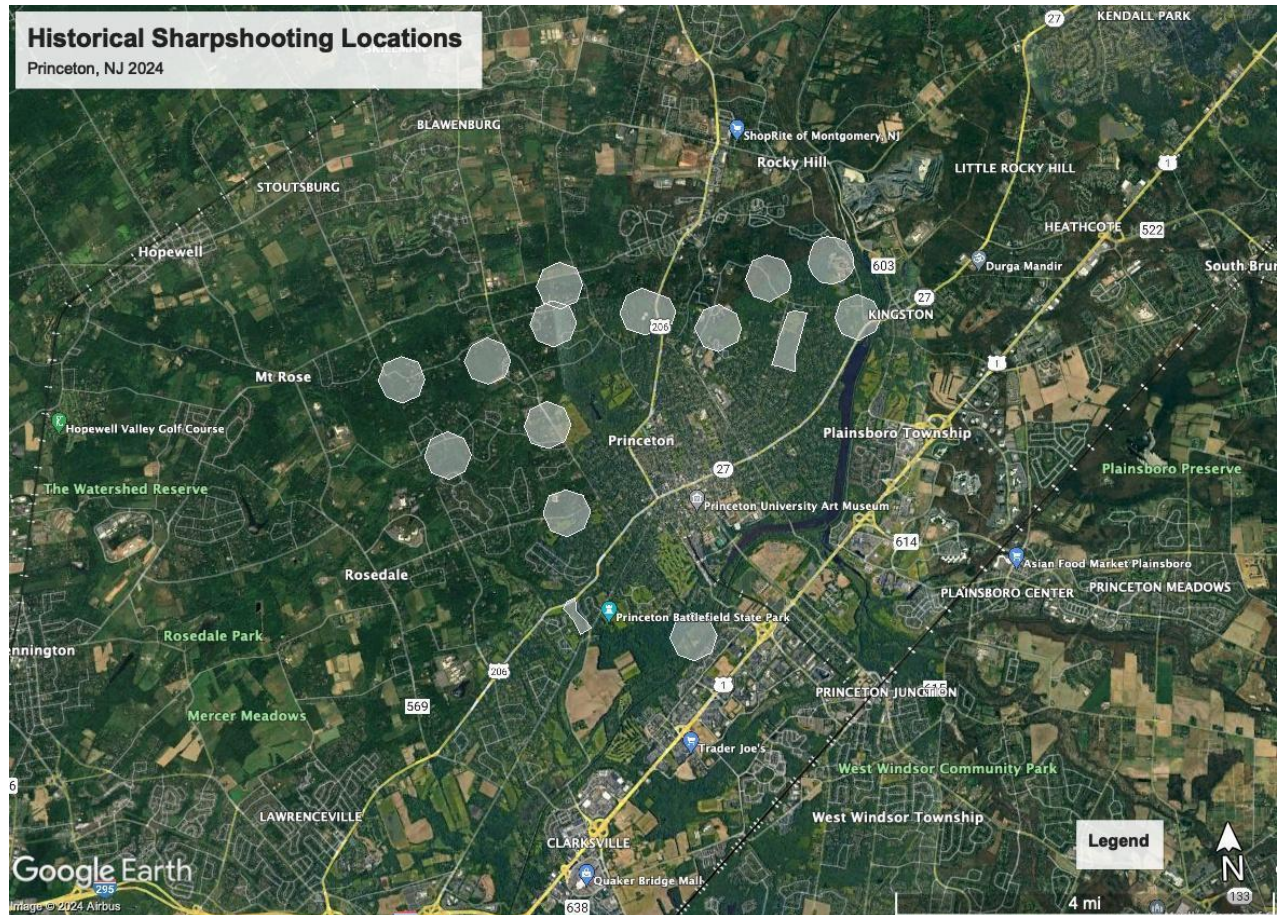 Historical Sharpshooting Locations
Princeton, NJ 2024
27
KENDALL PARK
BLAWENBURG
ShopRite of Montgomery, NJ
Rocky Hill
1
LITTLE ROCKY HILL
STOUTSBURG
HEATHCOTE
522
Hopewell
603
Durga Mandir
South Brun
27
KINGSTON
206
1
Mt Rose
Hopewell Valley Golf Course
Princeton
Plainsboro Township
Plainsboro Preserve
27
The Watershed Reserve
Princeton University Art Museum
614
Asian Food Market Plainsboro
Rosedale
PLAINSBORO CENTER
PRINCETON MEADOWS
Princeton Battlefield State Park
Rosedale Park
ennington
206
1
PRINCETON JUNCTION
569
Mercer Meadows
Trader Joe's
West Windsor Community Park
6
LAWRENCEVILLE
West Windsor Township
CLARKSVILLE
Legend
N
Google Earth
Quaker Bridge Mall
295
Image © 2024 Airbus
638
4 mi
133